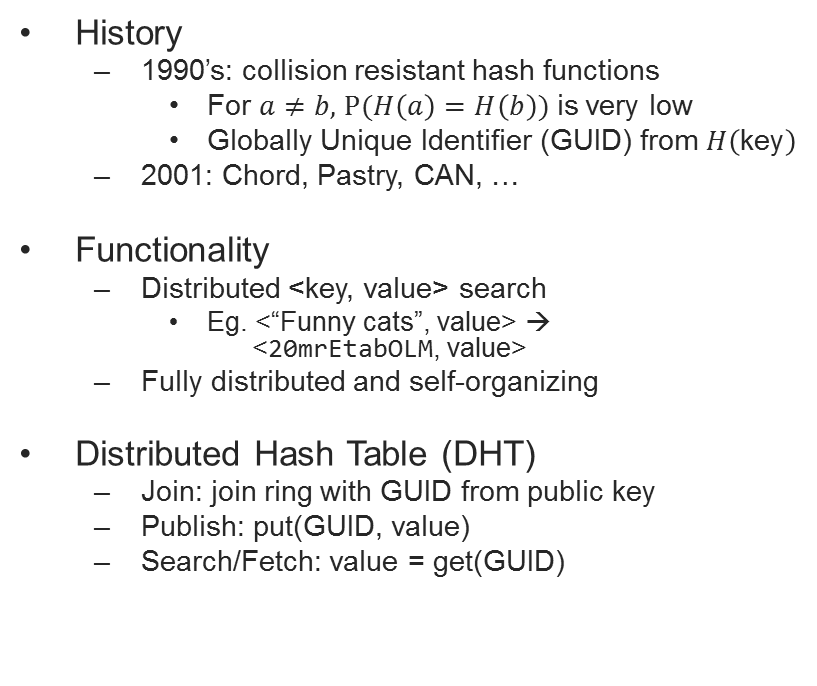 • History
– 1990’s: collision resistant hash functions
• For a ≠ b, P(H(a) = H(b)) is very low
• Globally Unique Identifier (GUID) from H(key)
– 2001: Chord, Pastry, CAN, …
• Functionality
– Distributed <key, value> search
• Eg. <“Funny cats”, value> →
<20mrEtabOLM, value>
– Fully distributed and self-organizing
• Distributed Hash Table (DHT)
– Join: join ring with GUID from public key
– Publish: put(GUID, value)
– Search/Fetch: value = get(GUID)